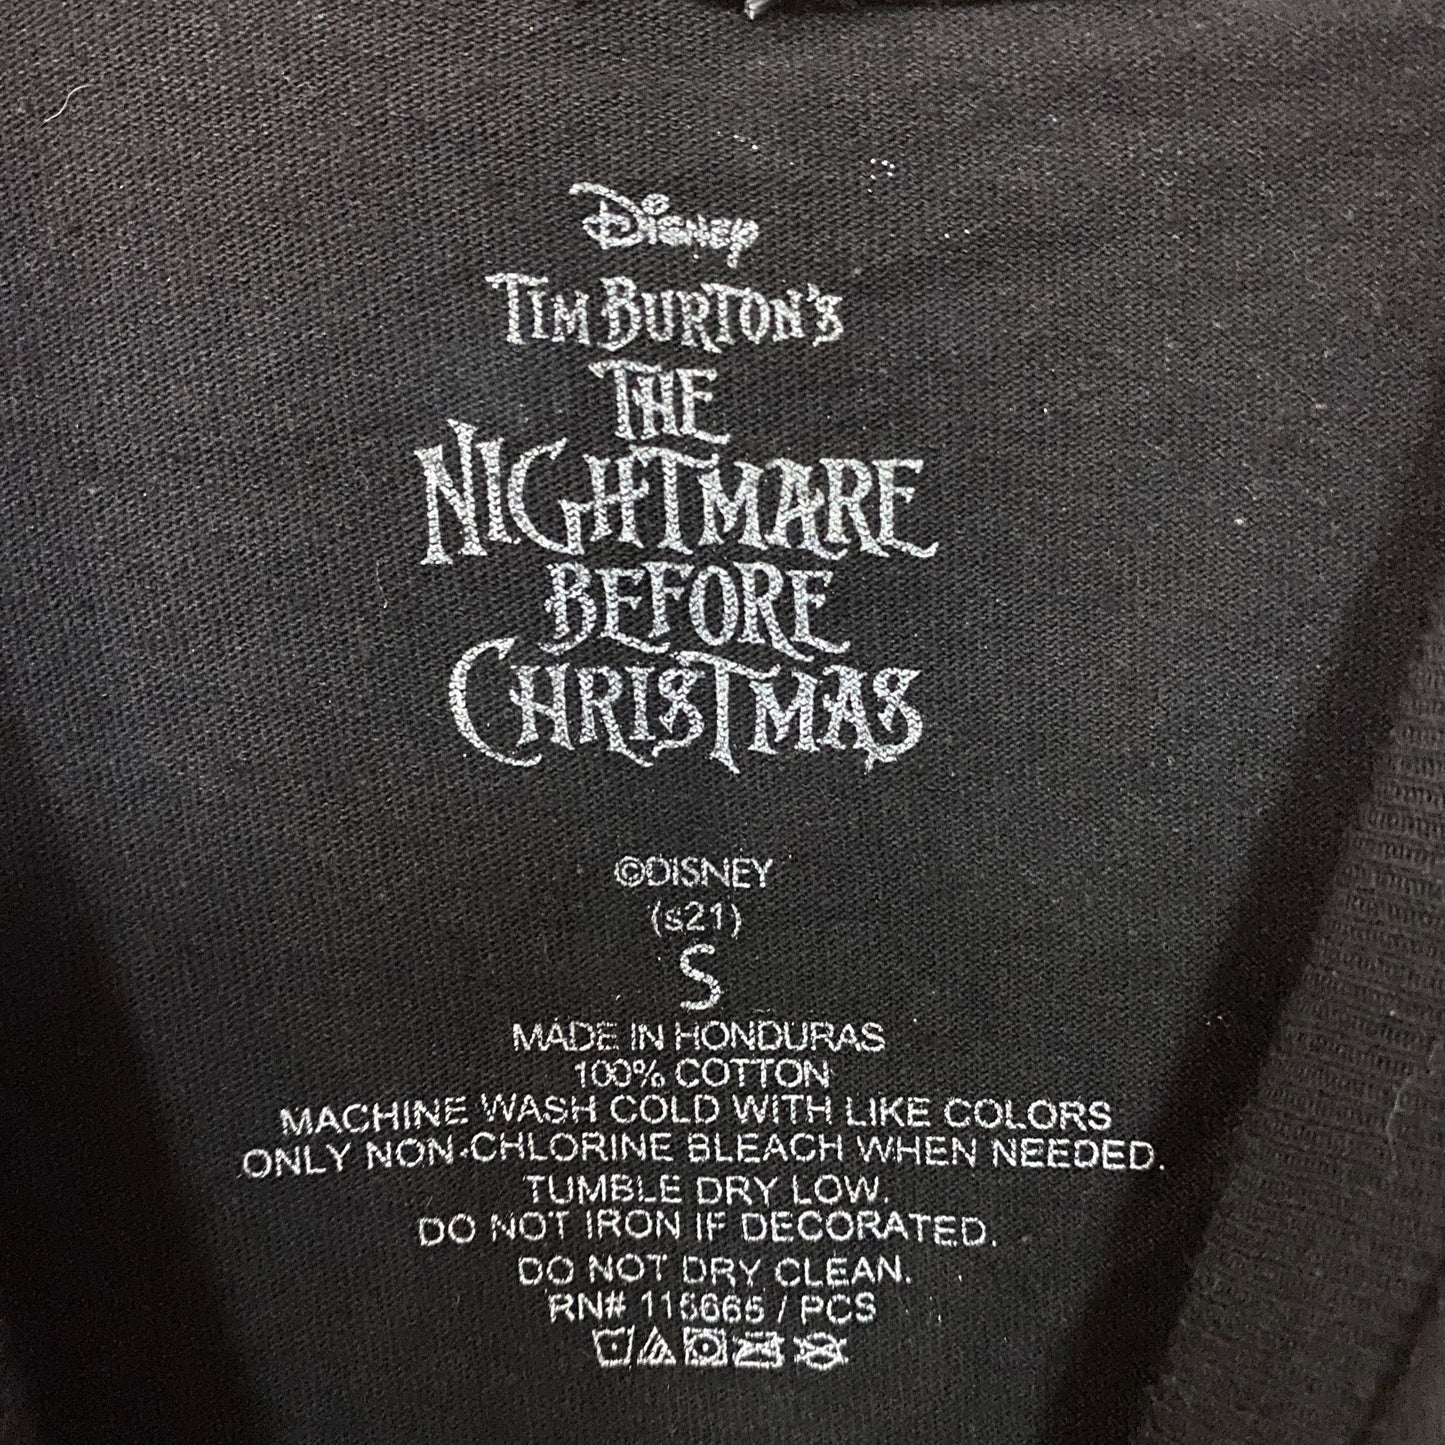 Disney
TIM BURTON'S
THE
NIGHTMARE
BEFORE
CHRISTMAS
©DISNEY
(s21)
S
MADE IN HONDURAS
100% COTTON
MACHINE WASH COLD WITH LIKE COLORS
ONLY NON-CHLORINE BLEACH WHEN NEEDED.
TUMBLE DRY LOW.
DO NOT IRON IF DECORATED.
DO NOT DRY CLEAN.
RN# / PCS